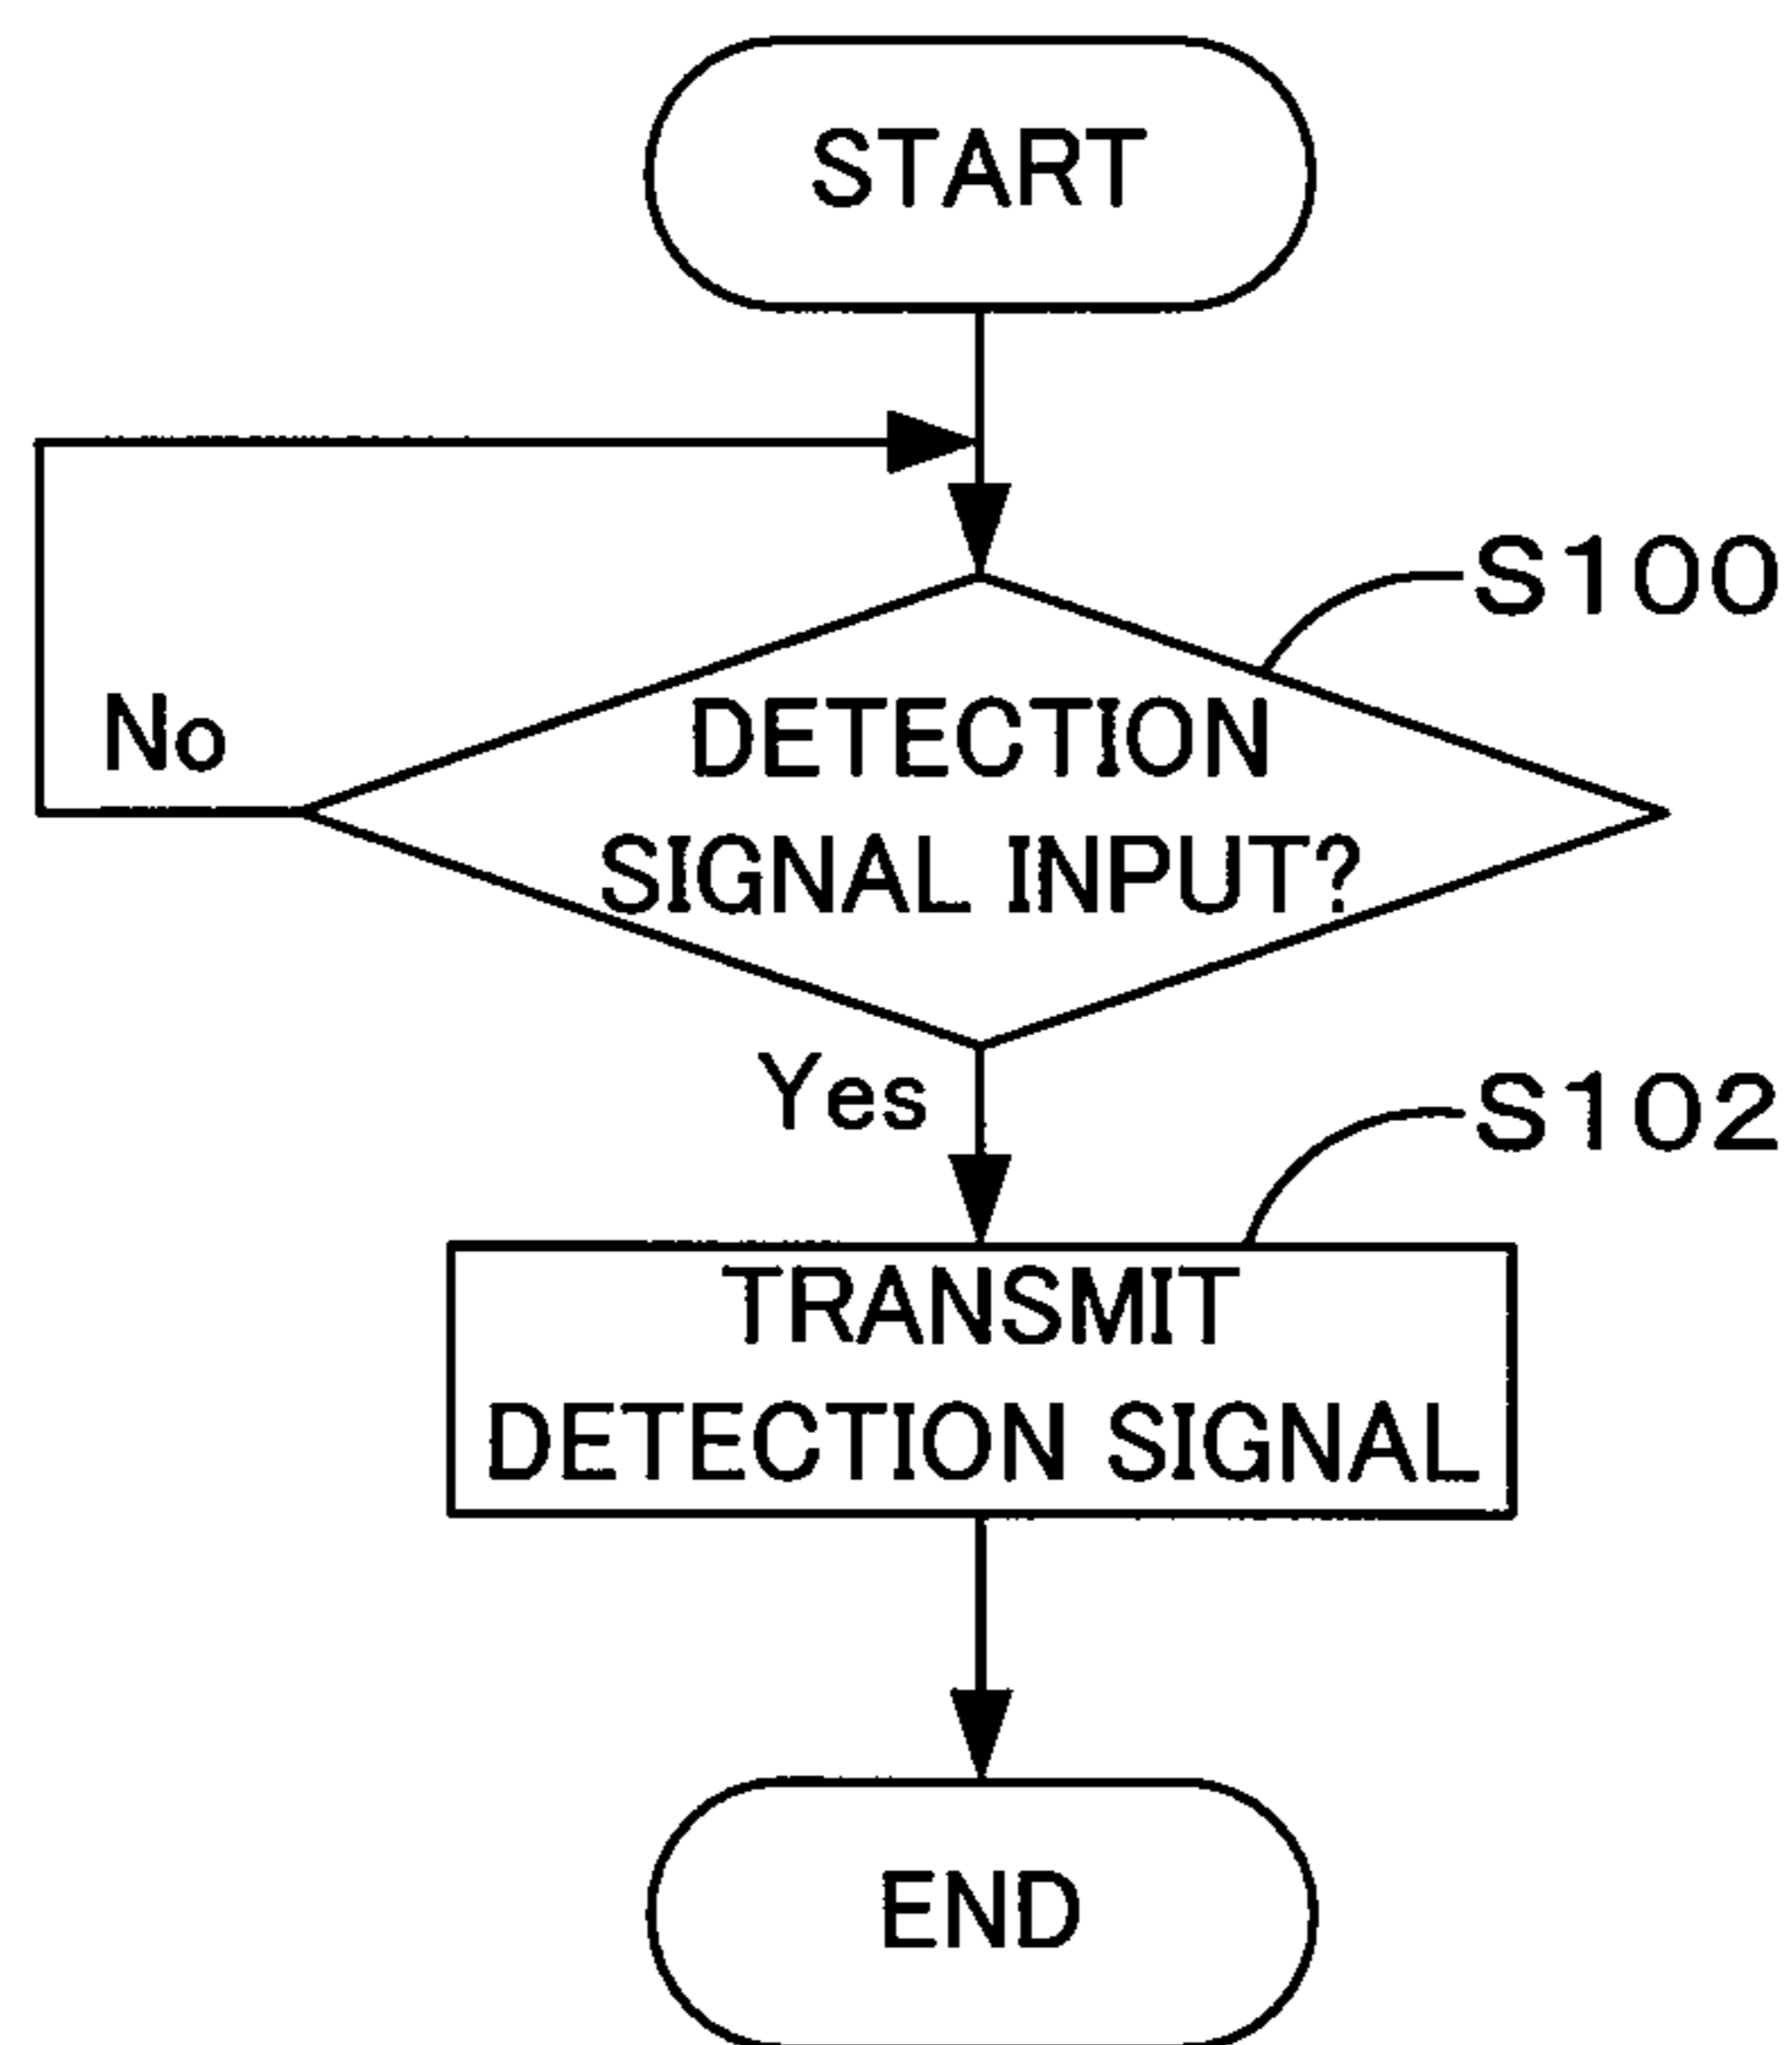 START
S100
No
DETECTION
SIGNAL INPUT?
Yes
S102
TRANSMIT
DETECTION SIGNAL
END